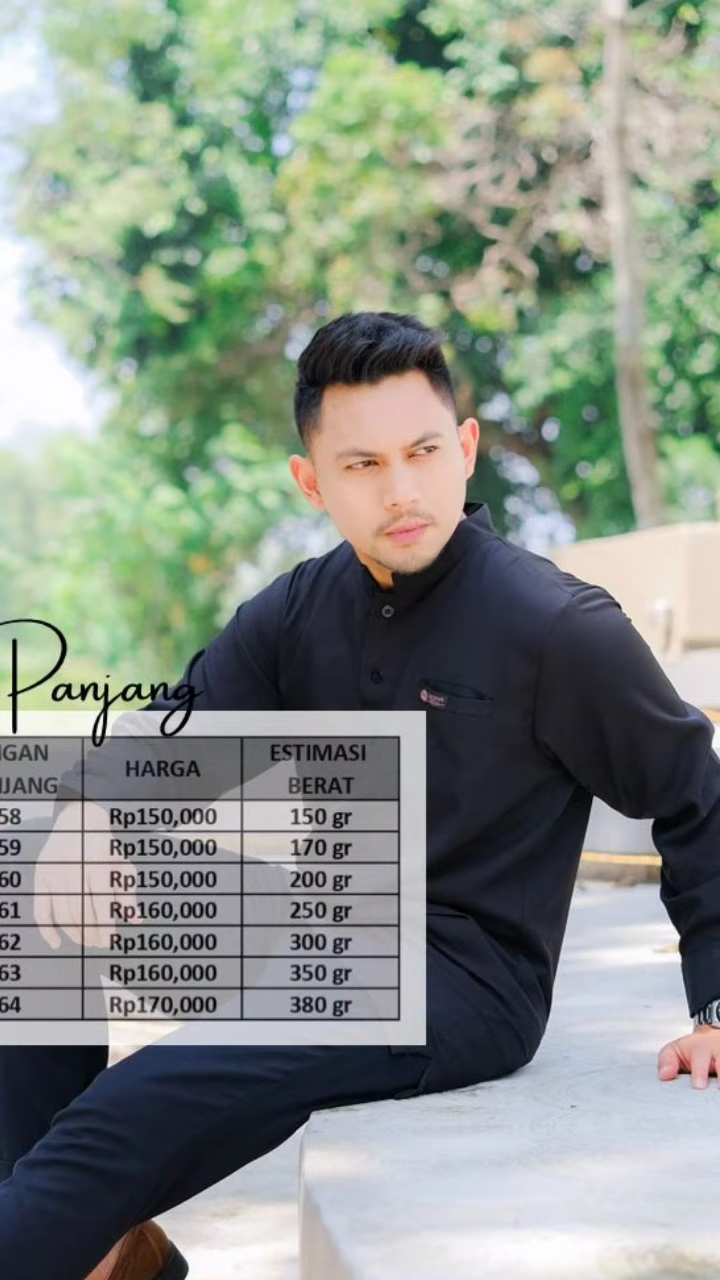 Panjang
NGAN HARGA ESTIMASI
NJANG BERAT
58 Rp150,000 150 gr
59 Rp150,000 170 gr
60 Rp150,000 200 gr
61 Rp160,000 250 gr
62 Rp160,000 300 gr
63 Rp160,000 350 gr
64 Rp170,000 380 gr